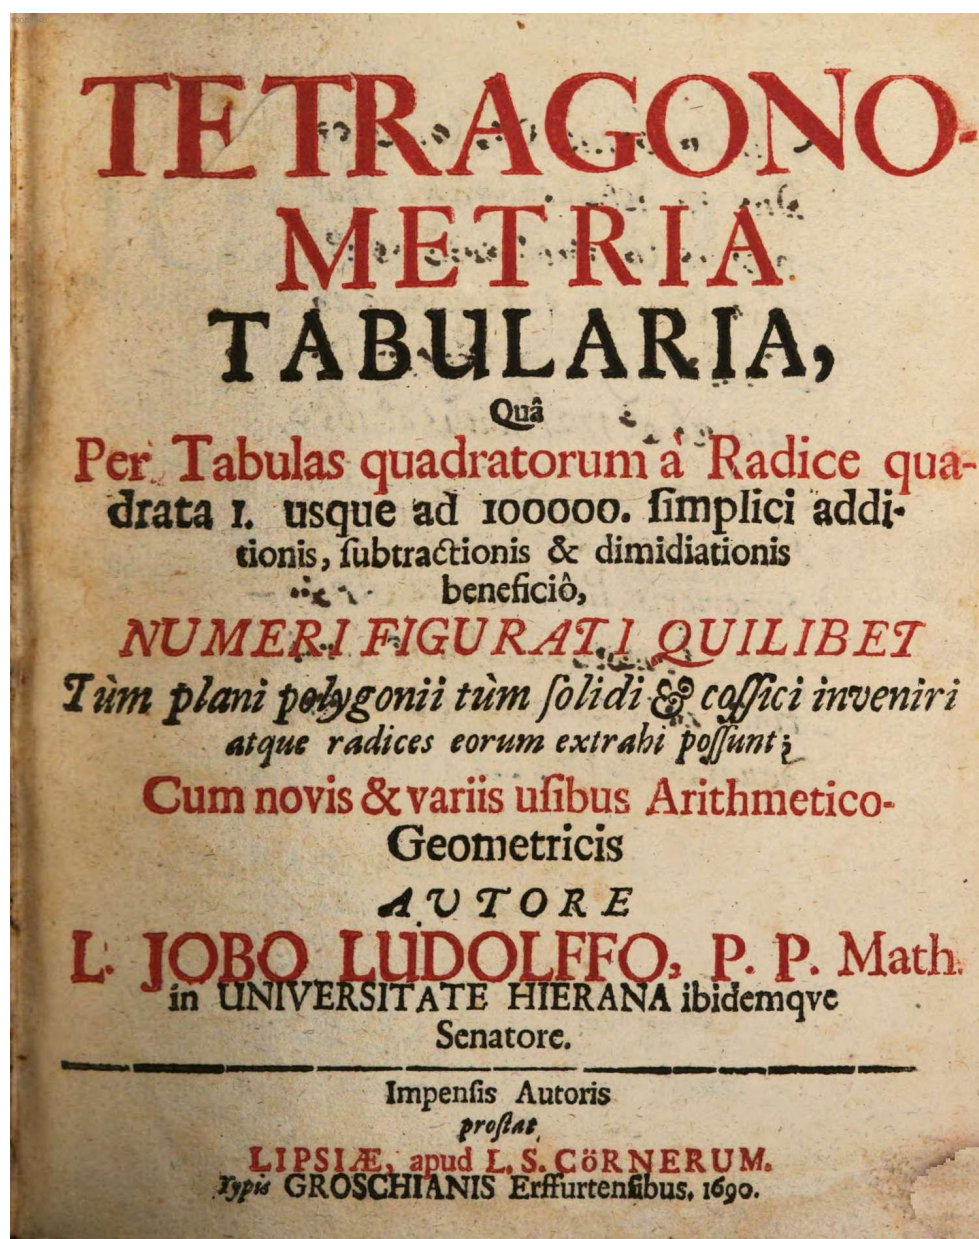 TETRAGONO-
METRIA
TABULARIA,
Quâ
Per Tabulas quadratorum à Radice qua-
drata 1. usque ad 100000. ſimplici addi-
tionis, ſubtractionis & dimidiationis
beneficiô,
NUMERI FIGURATI QUILIBET
Tùm plani polygonii tùm ſolidi & coſſici inveniri
atque radices eorum extrahi poſſunt;
Cum novis & variis uſibus Arithmetico-
Geometricis
AUTORE
L. JOBO LUDOLFFO, P. P. Math.
in UNIVERSITATE HIERANA ibidemqve
Senatore.
Impenſis Autoris
proſtat
LIPSIÆ, apud L. S. CöRNERUM.
Typis GROSCHIANIS Erffurtenſibus. 1690.